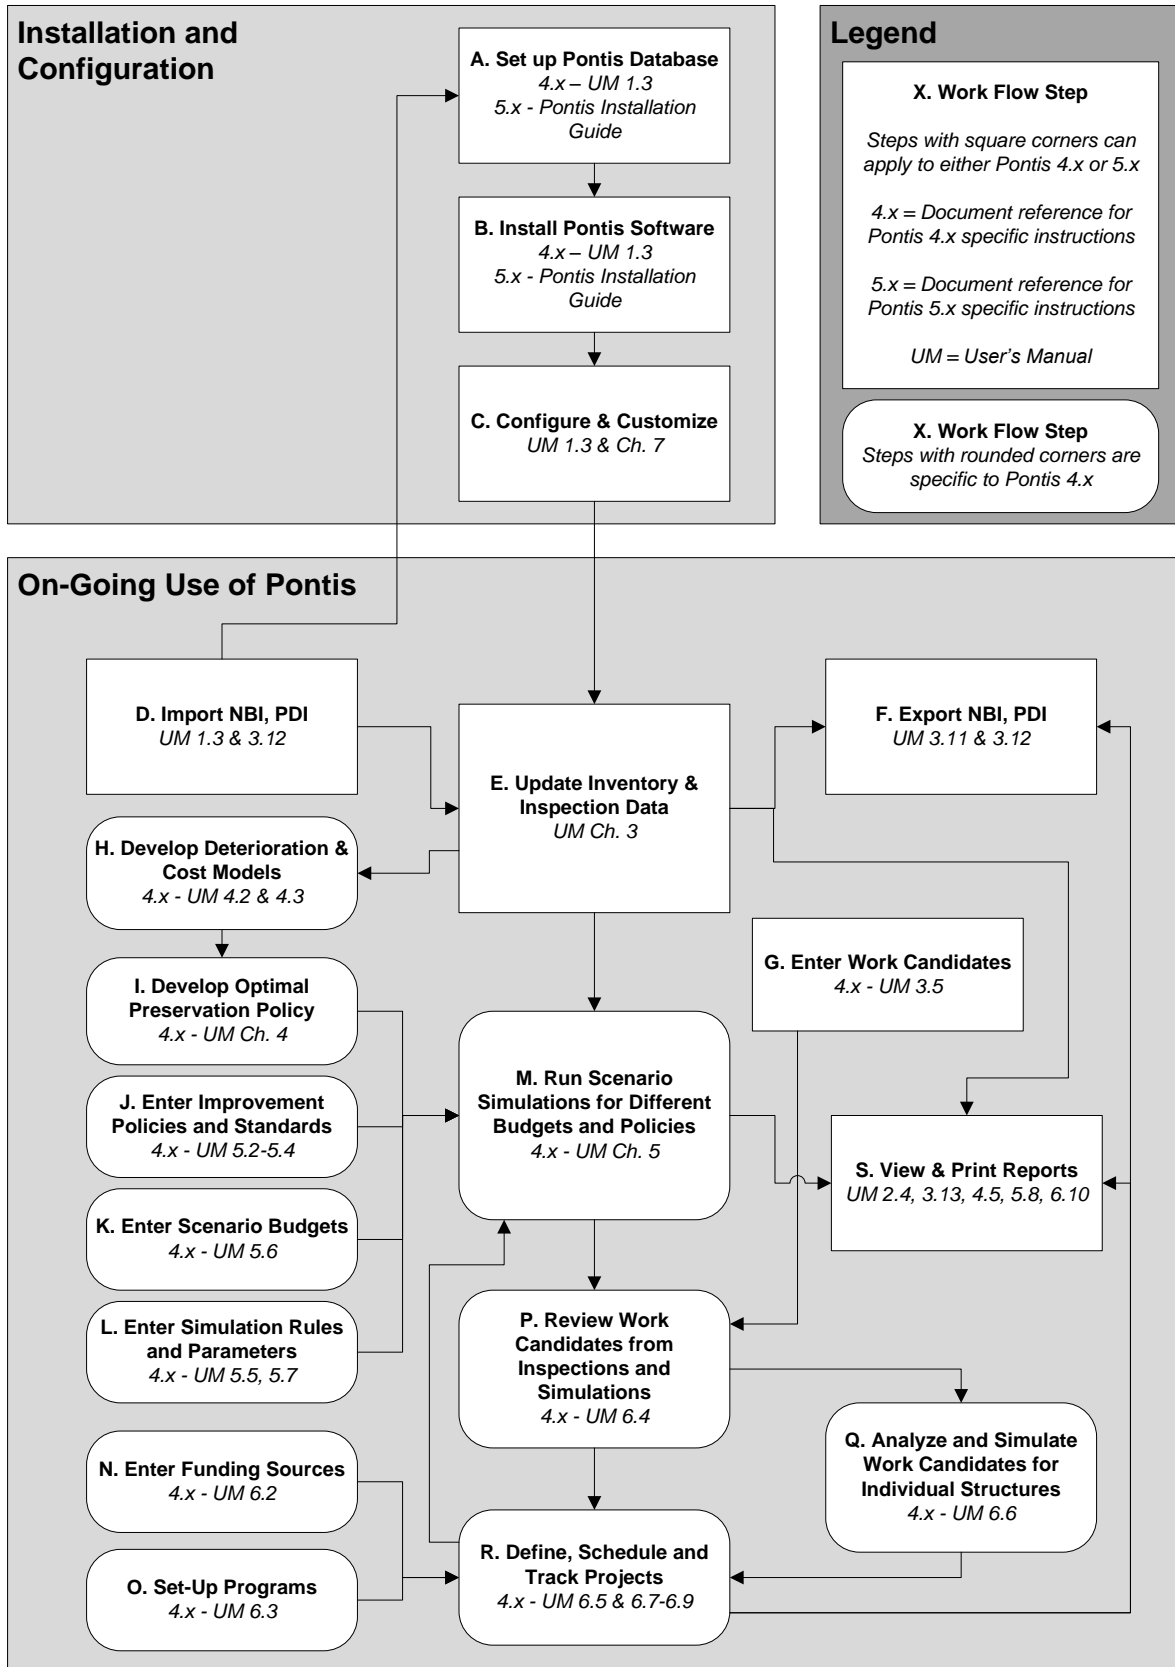 Installation and
Configuration
A. Set up Pontis Database
4.x – UM 1.3
5.x - Pontis Installation
Guide
B. Install Pontis Software
4.x – UM 1.3
5.x - Pontis Installation
Guide
C. Configure & Customize
UM 1.3 & Ch. 7
Legend
X. Work Flow Step
Steps with square corners can
apply to either Pontis 4.x or 5.x
4.x = Document reference for
Pontis 4.x specific instructions
5.x = Document reference for
Pontis 5.x specific instructions
UM = User's Manual
X. Work Flow Step
Steps with rounded corners are
specific to Pontis 4.x
On-Going Use of Pontis
D. Import NBI, PDI
UM 1.3 & 3.12
E. Update Inventory &
Inspection Data
UM Ch. 3
F. Export NBI, PDI
UM 3.11 & 3.12
H. Develop Deterioration &
Cost Models
4.x - UM 4.2 & 4.3
G. Enter Work Candidates
4.x - UM 3.5
I. Develop Optimal
Preservation Policy
4.x - UM Ch. 4
J. Enter Improvement
Policies and Standards
4.x - UM 5.2-5.4
K. Enter Scenario Budgets
4.x - UM 5.6
L. Enter Simulation Rules
and Parameters
4.x - UM 5.5, 5.7
M. Run Scenario
Simulations for Different
Budgets and Policies
4.x - UM Ch. 5
S. View & Print Reports
UM 2.4, 3.13, 4.5, 5.8, 6.10
P. Review Work
Candidates from
Inspections and
Simulations
4.x - UM 6.4
N. Enter Funding Sources
4.x - UM 6.2
O. Set-Up Programs
4.x - UM 6.3
Q. Analyze and Simulate
Work Candidates for
Individual Structures
4.x - UM 6.6
R. Define, Schedule and
Track Projects
4.x - UM 6.5 & 6.7-6.9